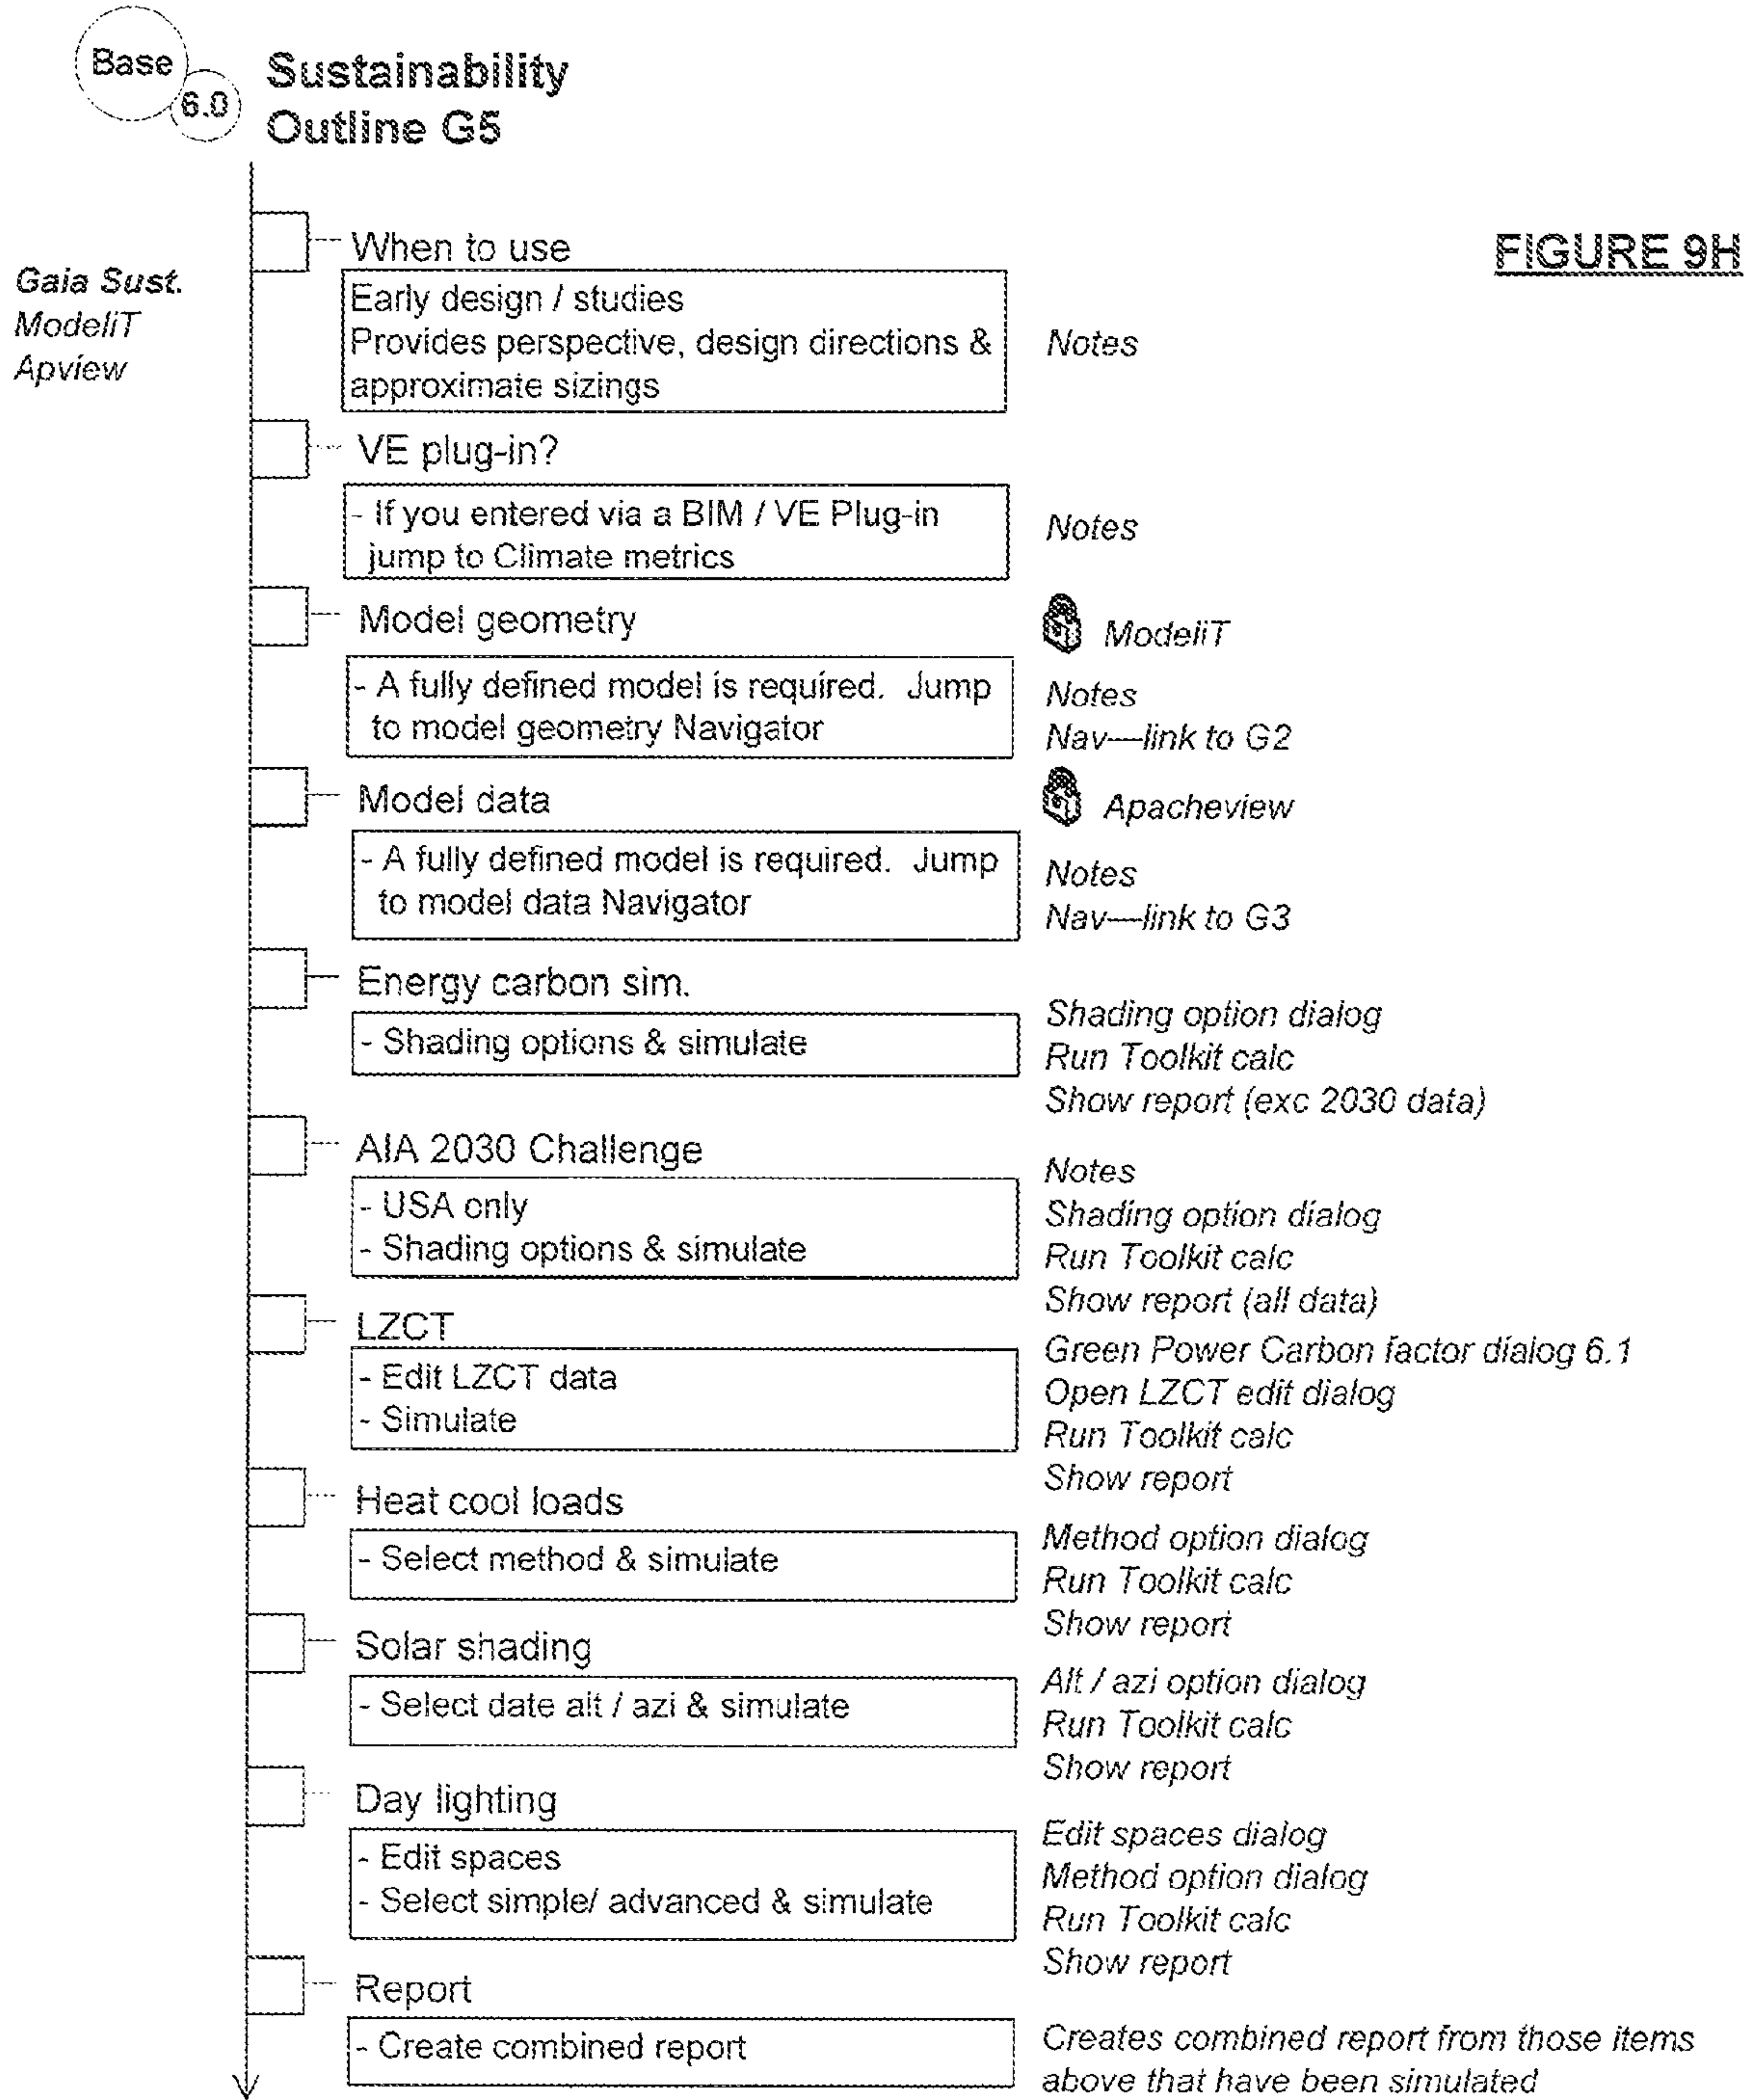 Base
6.0
Sustainability
Outline G5
FIGURE 9H
Gaia Sust.
ModeliT
Apview
When to use
Early design / studies
Provides perspective, design directions &
approximate sizings
Notes
VE plug-in?
- If you entered via a BIM / VE Plug-in
jump to Climate metrics
Notes
Model geometry
ModeliT
- A fully defined model is required. Jump
to model geometry Navigator
Notes
Nav—link to G2
Model data
Apacheview
- A fully defined model is required. Jump
to model data Navigator
Notes
Nav—link to G3
Energy carbon sim.
- Shading options & simulate
Shading option dialog
Run Toolkit calc
Show report (exc 2030 data)
AIA 2030 Challenge
- USA only
- Shading options & simulate
Notes
Shading option dialog
Run Toolkit calc
Show report (all data)
LZCT
- Edit LZCT data
- Simulate
Green Power Carbon factor dialog 6.1
Open LZCT edit dialog
Run Toolkit calc
Show report
Heat cool loads
- Select method & simulate
Method option dialog
Run Toolkit calc
Show report
Solar shading
- Select date alt / azi & simulate
Alt / azi option dialog
Run Toolkit calc
Show report
Day lighting
- Edit spaces
- Select simple/ advanced & simulate
Edit spaces dialog
Method option dialog
Run Toolkit calc
Show report
Report
- Create combined report
Creates combined report from those items
above that have been simulated